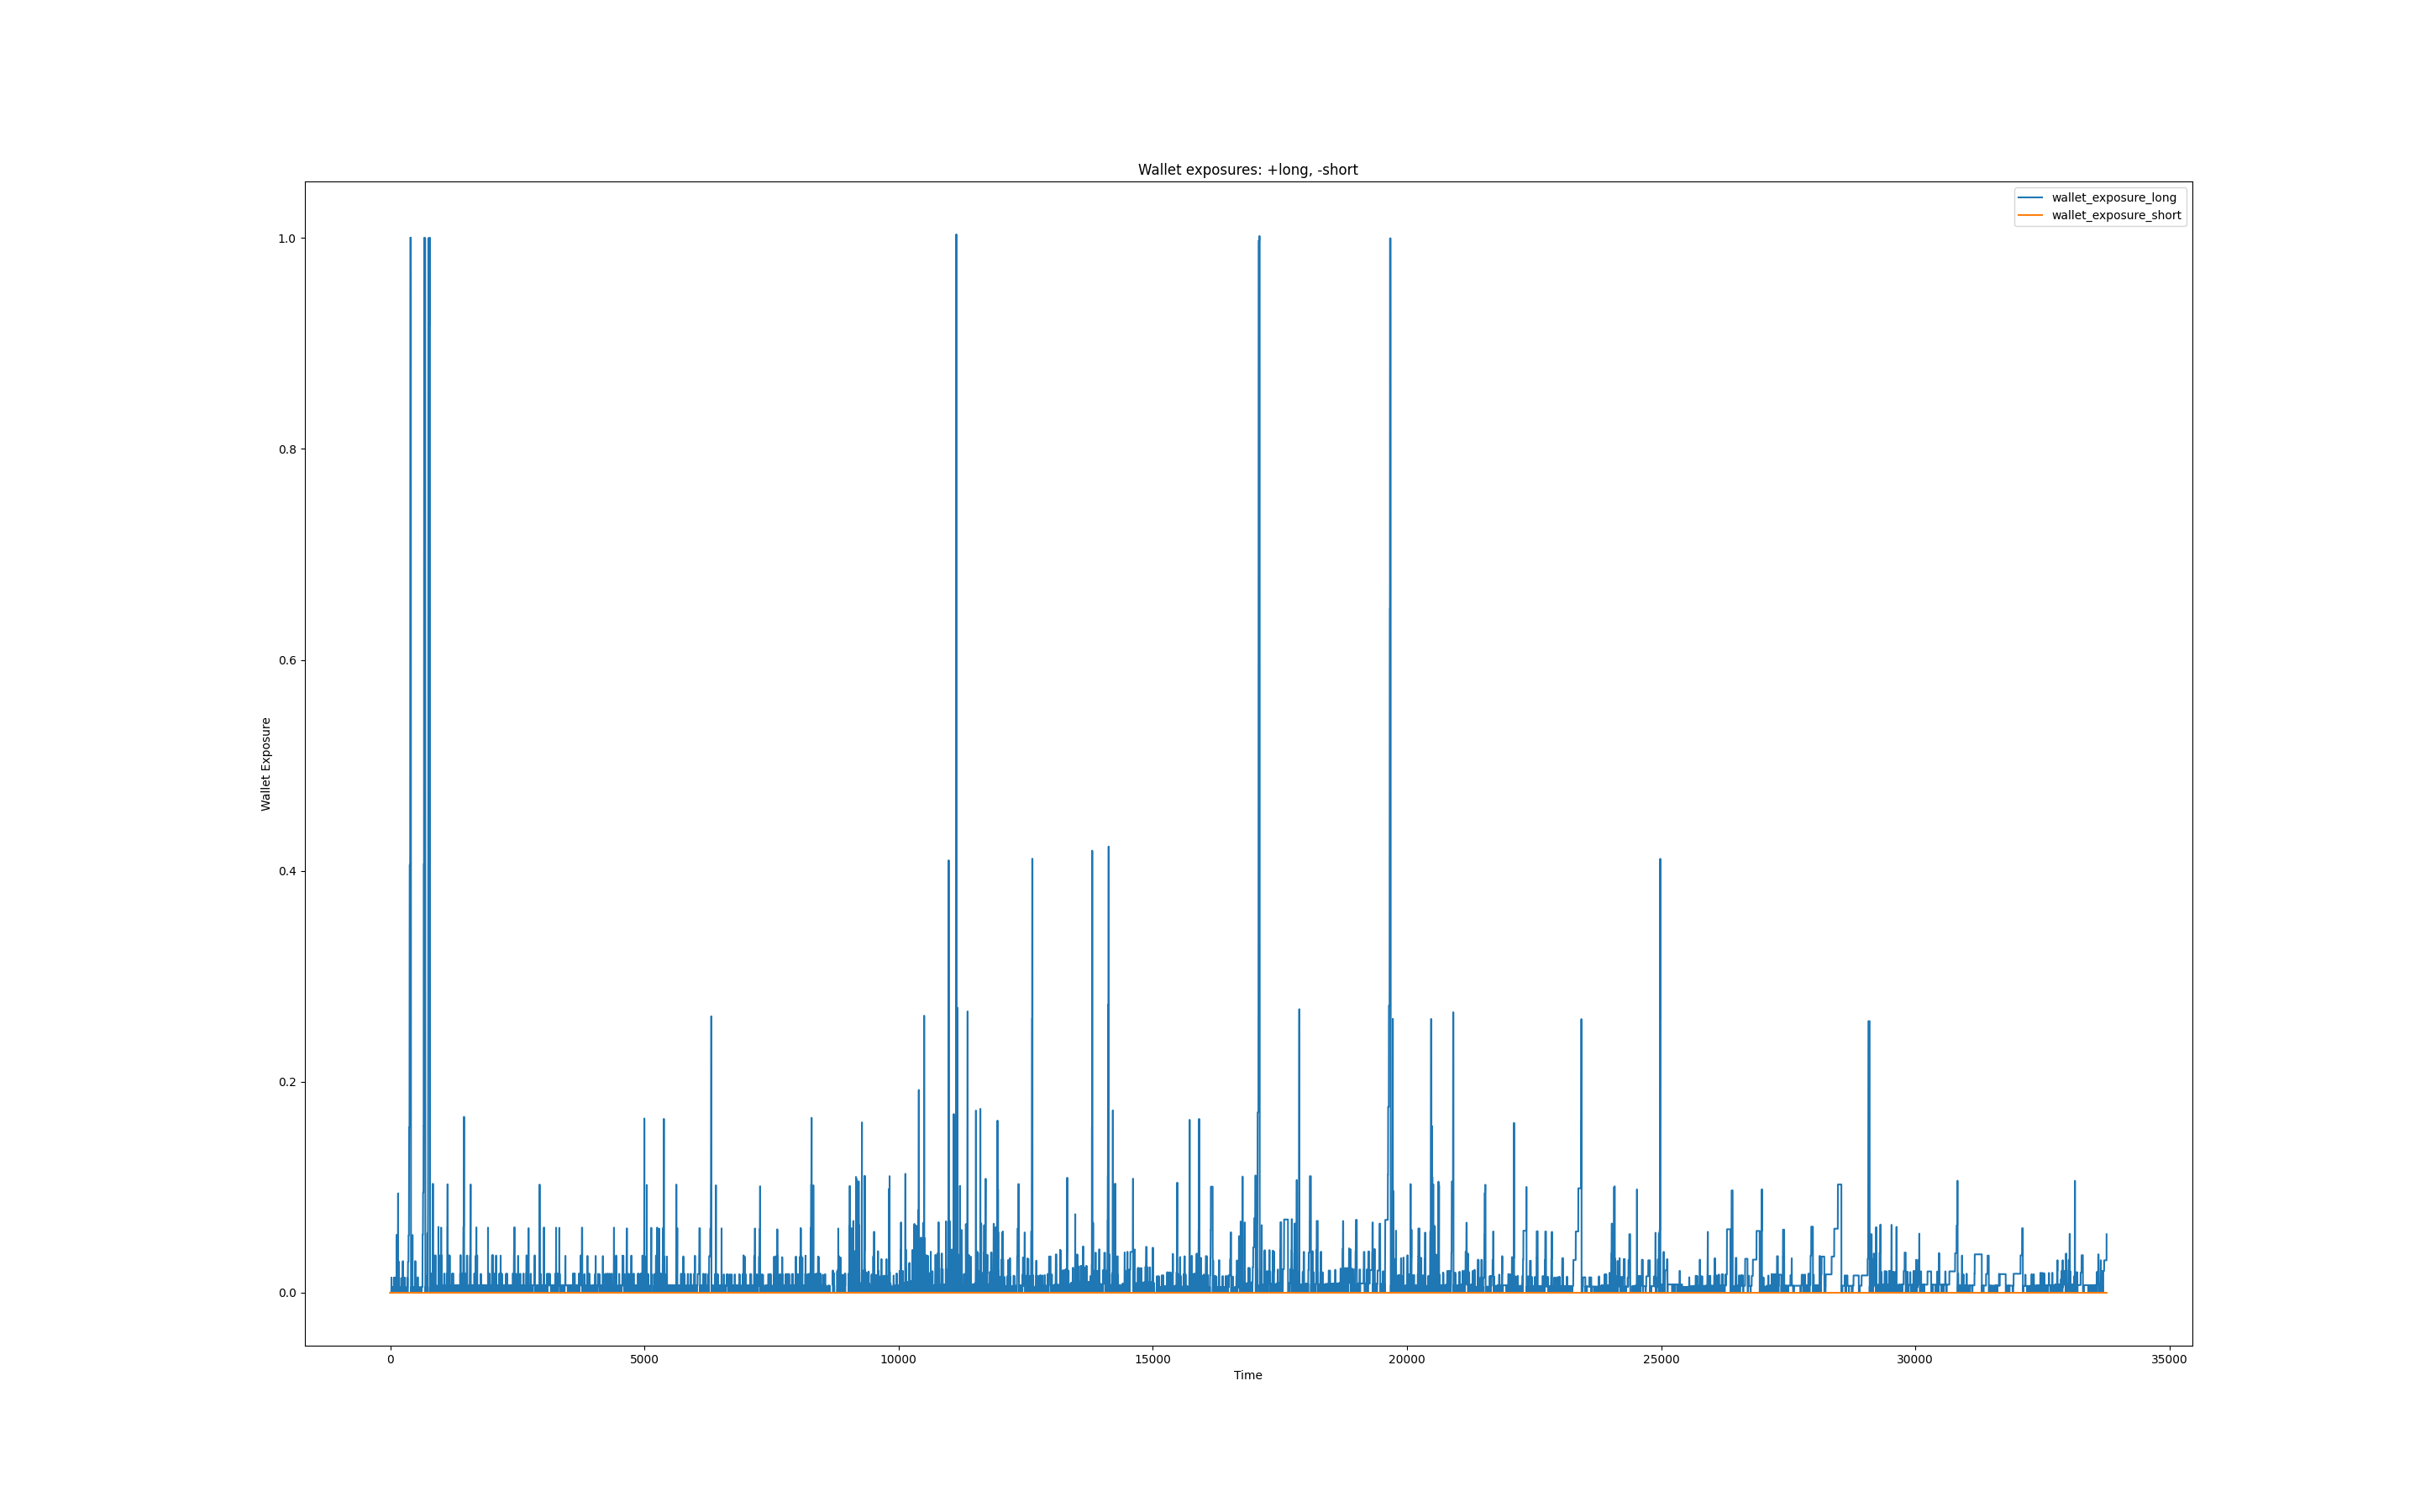 Wallet exposures: +long, -short
wallet_exposure_long
wallet_exposure_short
1.0
0.8
0.6
0.4
0.2
0.0
Wallet Exposure
0 5000 10000 15000 20000 25000 30000 35000
Time